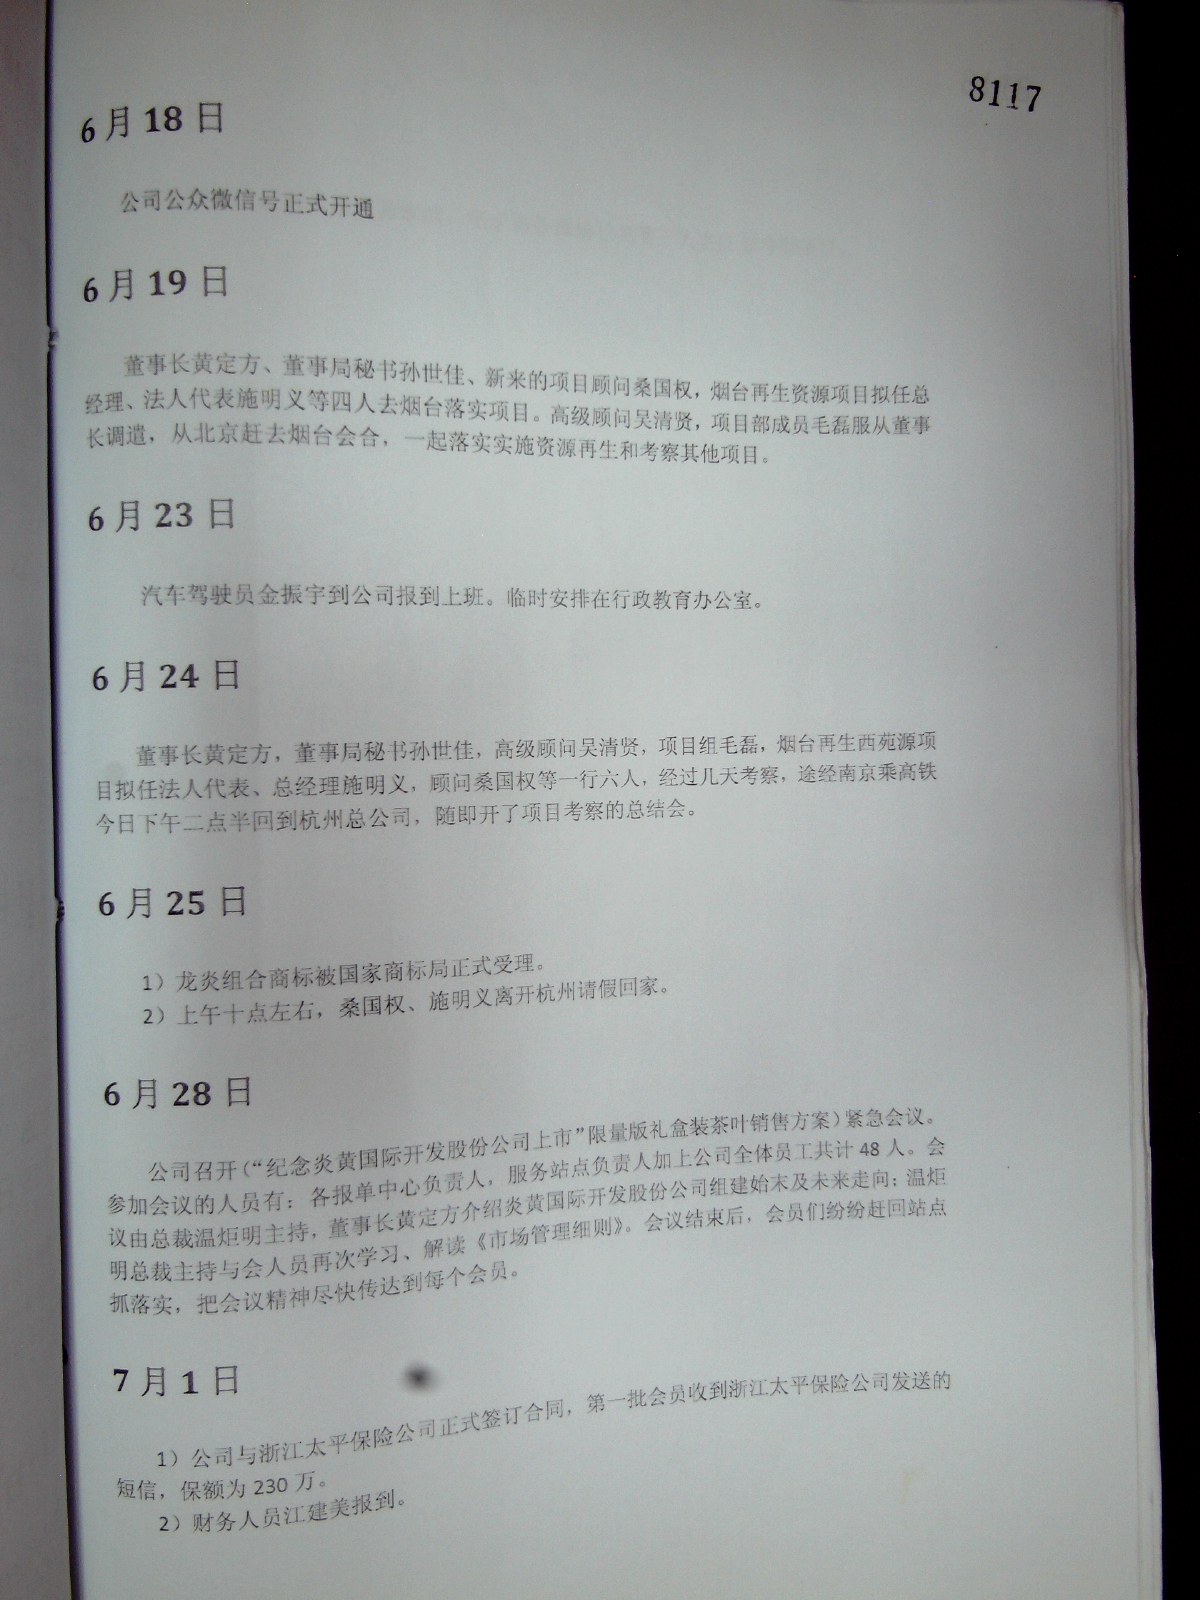 8117
6月18日
公司公众微信号正式开通
6月19日
董事长黄定方、董事局秘书孙世佳、新来的项目顾问桑国权，烟台再生资源项目拟任总
经理、法人代表施明义等四人去烟台落实项目。高级顾问吴清贤，项目部成员毛磊服从董事
长调遣，从北京赶去烟台会合，一起落实实施资源再生和考察其他项目。
6月23日
汽车驾驶员金振宇到公司报到上班。临时安排在行政教育办公室。
6月24日
董事长黄定方，董事局秘书孙世佳，高级顾问吴清贤，项目组毛磊，烟台再生西苑源项
目拟任法人代表、总经理施明义，顾问桑国权等一行六人，经过几天考察，途经南京乘高铁
今日下午二点半回到杭州总公司，随即开了项目考察的总结会。
6月25日
1）龙炎组合商标被国家商标局正式受理。
2）上午十点左右，桑国权、施明义离开杭州请假回家。
6月28日
公司召开（“纪念炎黄国际开发股份公司上市”限量版礼盒装茶叶销售方案）紧急会议。
参加会议的人员有：各报单中心负责人，服务站点负责人加上公司全体员工共计48人。会
议由总裁温炬明主持，董事长黄定方介绍炎黄国际开发股份公司组建始末及未来走向；温炬
明总裁主持与会人员再次学习、解读《市场管理细则》。会议结束后，会员们纷纷赶回站点
抓落实，把会议精神尽快传达到每个会员。
7月1日
1）公司与浙江太平保险公司正式签订合同，第一批会员收到浙江太平保险公司发送的
短信，保额为230万。
2）财务人员江建美报到。